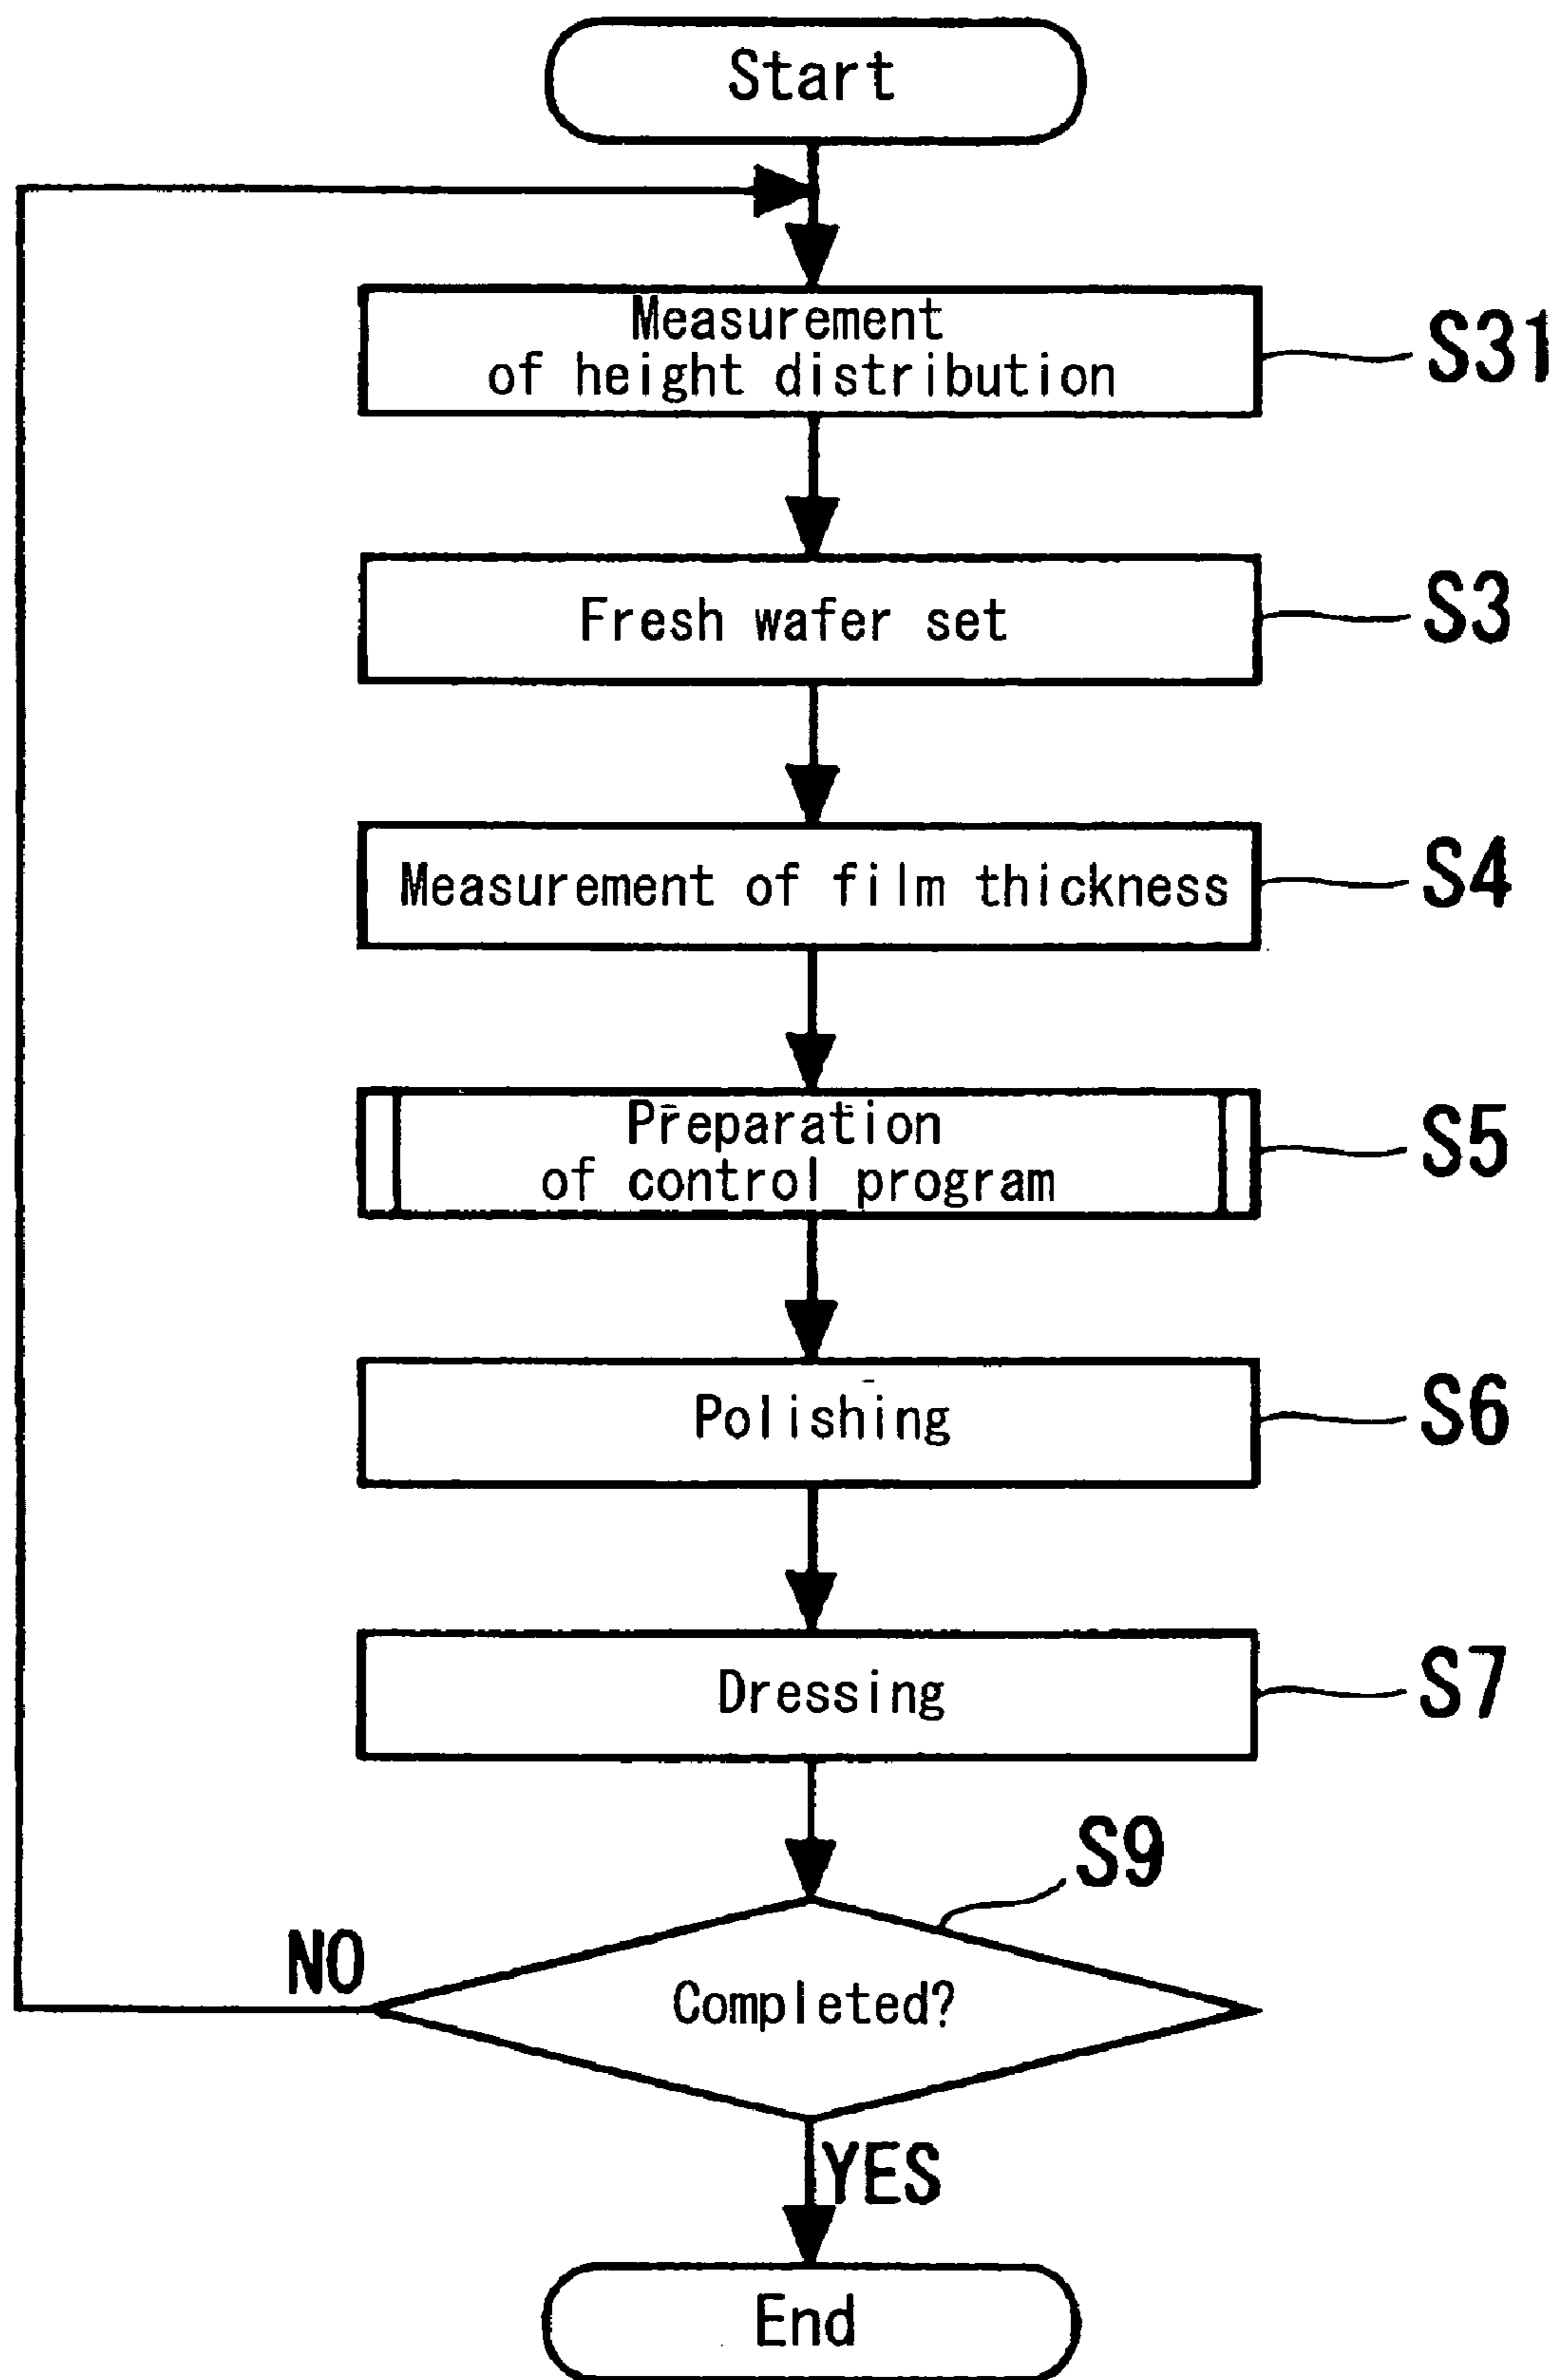 Start
Measurement
of height distribution
S31
Fresh wafer set
S3
Measurement of film thickness
S4
Preparation
of control program
S5
Polishing
S6
Dressing
S7
S9
NO
Completed?
YES
End